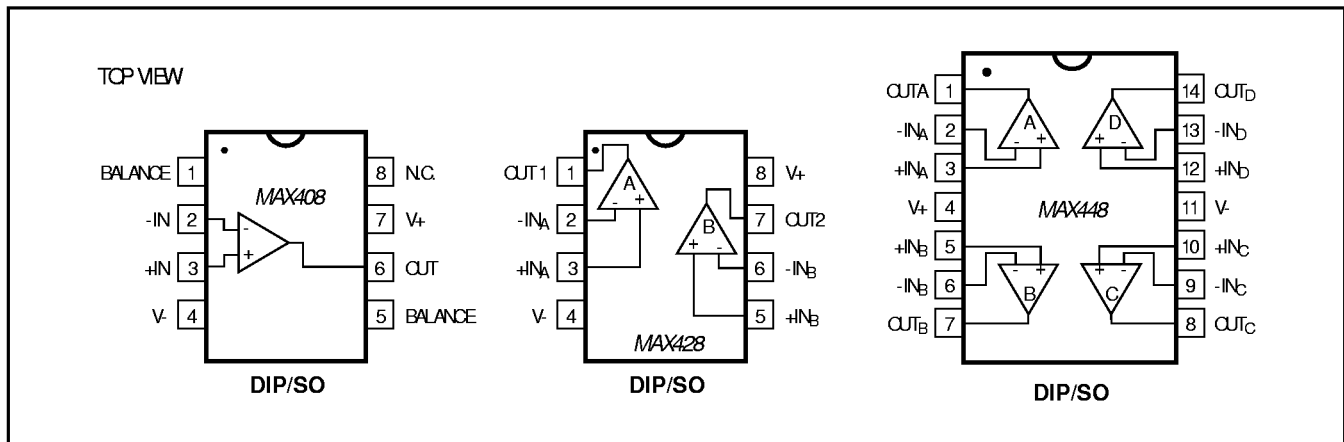 TOP VIEW
BALANCE 1
-IN 2
+IN 3
V- 4
8 N.C.
7 V+
6 OUT
5 BALANCE
MAX408
-
+
DIP/SO
OUT1 1
-INA 2
+INA 3
V- 4
8 V+
7 OUT2
6 -INB
5 +INB
A
- +
B
+ -
MAX428
DIP/SO
OUTA 1
-INA 2
+INA 3
V+ 4
+INB 5
-INB 6
OUTB 7
14 OUTD
13 -IND
12 +IND
11 V-
10 +INC
9 -INC
8 OUTC
A
- +
D
+ -
MAX448
- +
B
+ -
C
DIP/SO